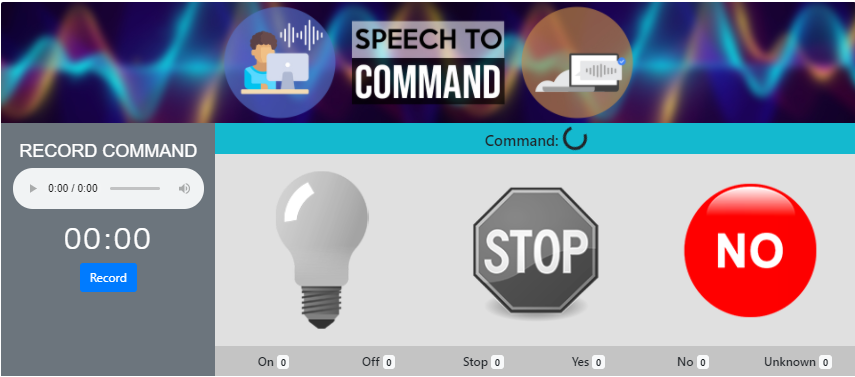 SPEECH TO
COMMAND
RECORD COMMAND
0:00 / 0:00
00:00
Record
Command:
STOP
NO
On 0
Off 0
Stop 0
Yes 0
No 0
Unknown 0